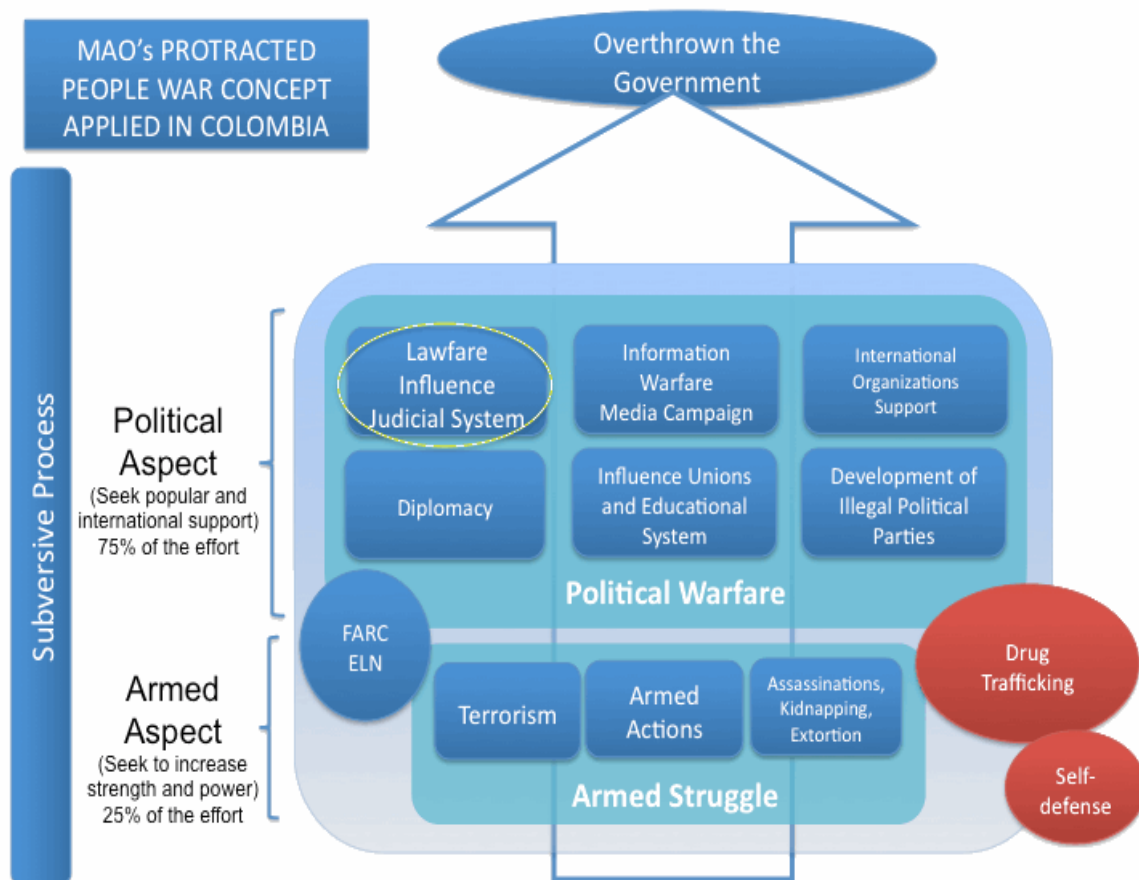 MAO's PROTRACTED
PEOPLE WAR CONCEPT
APPLIED IN COLOMBIA
Overthrown the
Government
Subversive Process
Political
Aspect
(Seek popular and
international support)
75% of the effort
Lawfare
Influence
Judicial System
Information
Warfare
Media Campaign
International
Organizations
Support
Diplomacy
Influence Unions
and Educational
System
Development of
Illegal Political
Parties
Political Warfare
FARC
ELN
Drug
Trafficking
Armed
Aspect
(Seek to increase
strength and power)
25% of the effort
Terrorism
Armed
Actions
Assassinations,
Kidnapping,
Extortion
Armed Struggle
Self-
defense